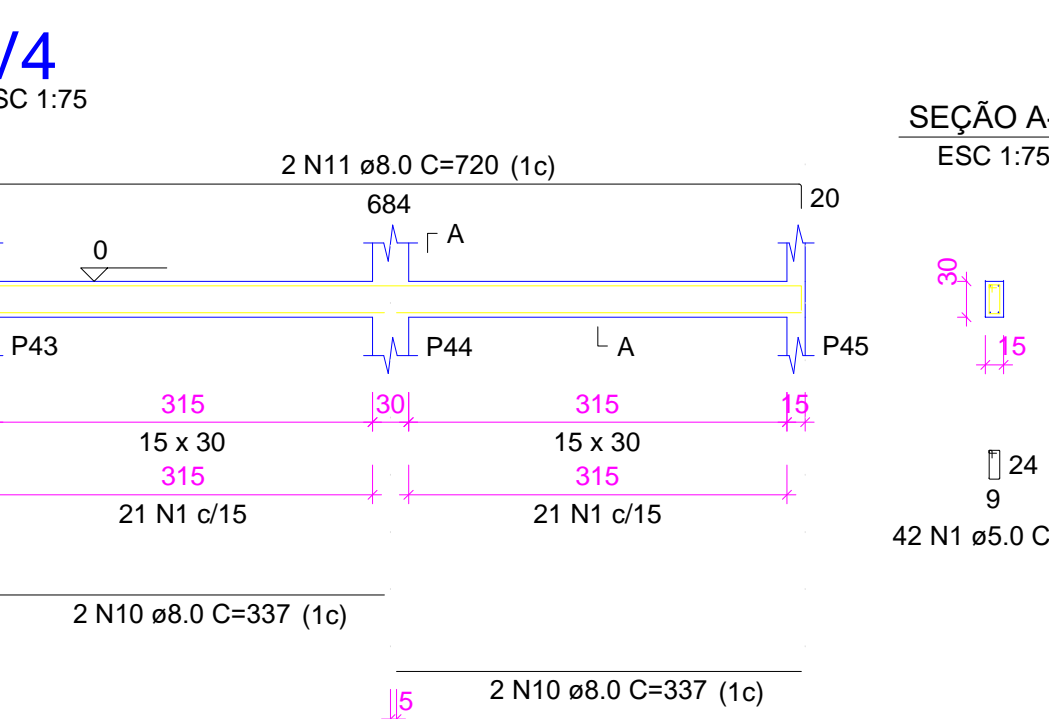 /4
SC 1:75
SEÇÃO A-
ESC 1:75
2 N11 ø8.0 C=720 (1c)
684
20
A
0
30
P43
P44
A
P45
15
315
30
315
15
15 x 30
15 x 30
315
315
24
21 N1 c/15
21 N1 c/15
9
42 N1 ø5.0 C
2 N10 ø8.0 C=337 (1c)
2 N10 ø8.0 C=337 (1c)
5